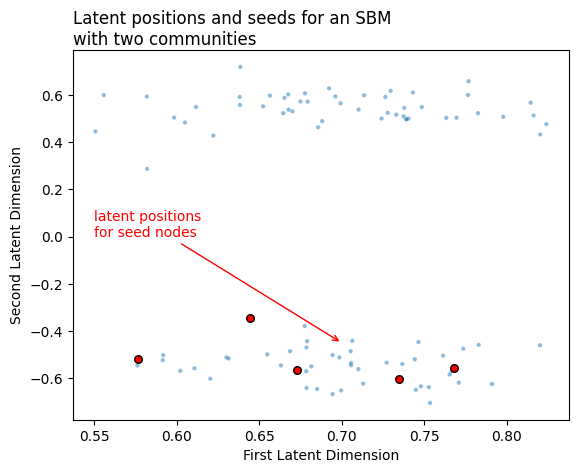 Latent positions and seeds for an SBM
with two communities
Second Latent Dimension
0.6
0.4
0.2
0.0
−0.2
−0.4
−0.6
latent positions
for seed nodes
0.55
0.60
0.65
0.70
0.75
0.80
First Latent Dimension